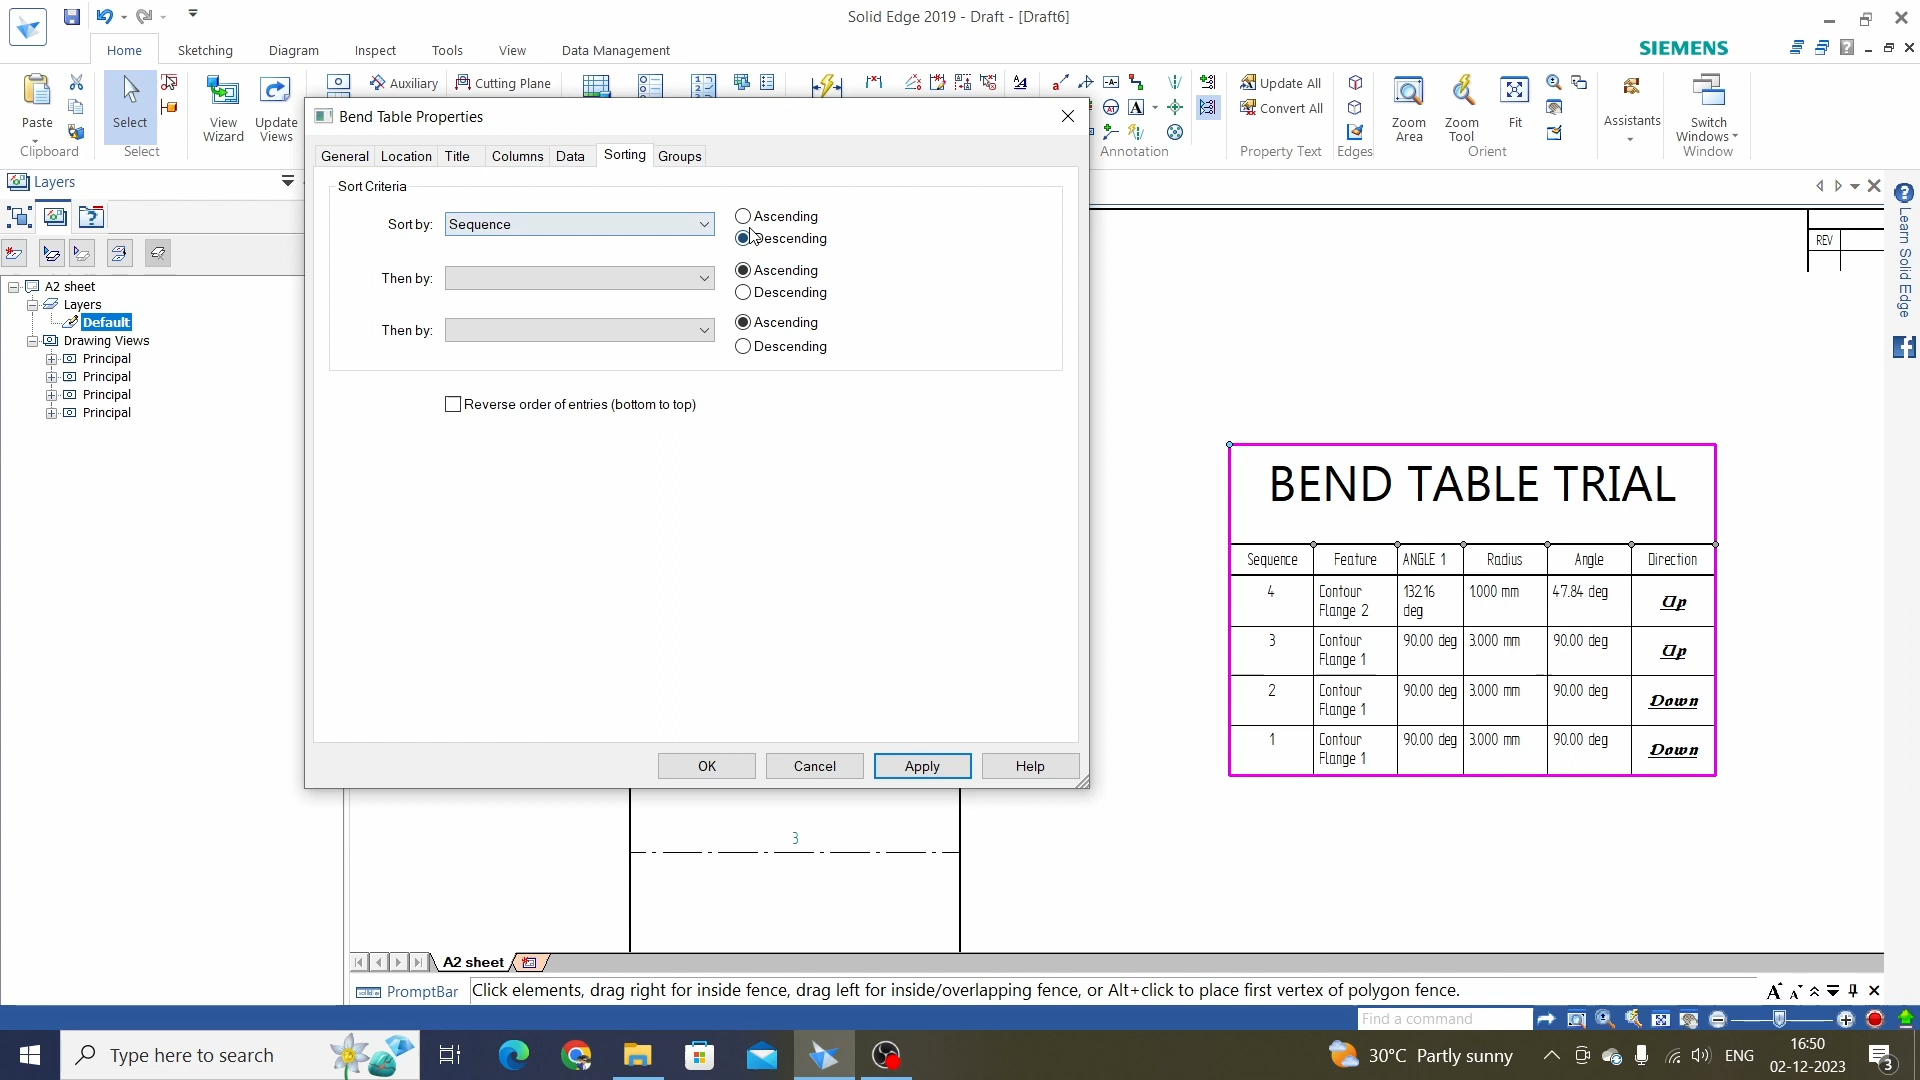 Solid Edge 2019 - Draft - [Draft6]
Home Sketching Diagram Inspect Tools View Data Management
SIEMENS
Paste
Clipboard
Select
Select
View Wizard
Update Views
Auxiliary
Cutting Plane
Annotation
Update All
Convert All
Property Text
Edges
Zoom Area
Zoom Tool
Fit
Orient
Assistants
Switch Windows
Window
Layers
A2 sheet
Layers
Default
Drawing Views
Principal
Principal
Principal
Principal
Bend Table Properties
General Location Title Columns Data Sorting Groups
Sort Criteria
Sort by: Sequence
Ascending
Descending
Then by:
Ascending
Descending
Then by:
Ascending
Descending
Reverse order of entries (bottom to top)
OK Cancel Apply Help
REV
Learn Solid Edge
BEND TABLE TRIAL
Sequence Feature ANGLE 1 Radius Angle Direction
4 Contour Flange 2 132.16 deg 1.000 mm 47.84 deg Up
3 Contour Flange 1 90.00 deg 3.000 mm 90.00 deg Up
2 Contour Flange 1 90.00 deg 3.000 mm 90.00 deg Down
1 Contour Flange 1 90.00 deg 3.000 mm 90.00 deg Down
3
A2 sheet
PromptBar Click elements, drag right for inside fence, drag left for inside/overlapping fence, or Alt+click to place first vertex of polygon fence.
Find a command
Type here to search
30°C Partly sunny
ENG
16:50
02-12-2023
3